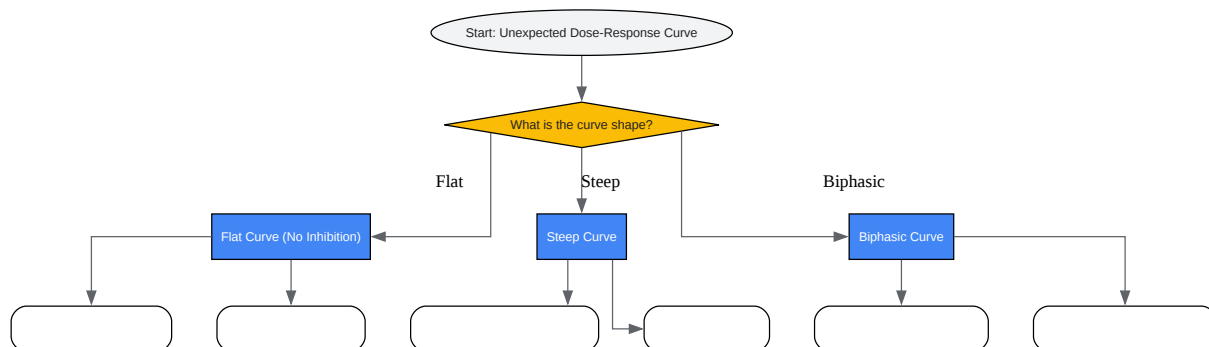 Start: Unexpected Dose-Response Curve
What is the curve shape?
Flat
Steep
Biphasic
Flat Curve (No Inhibition)
Steep Curve
Biphasic Curve